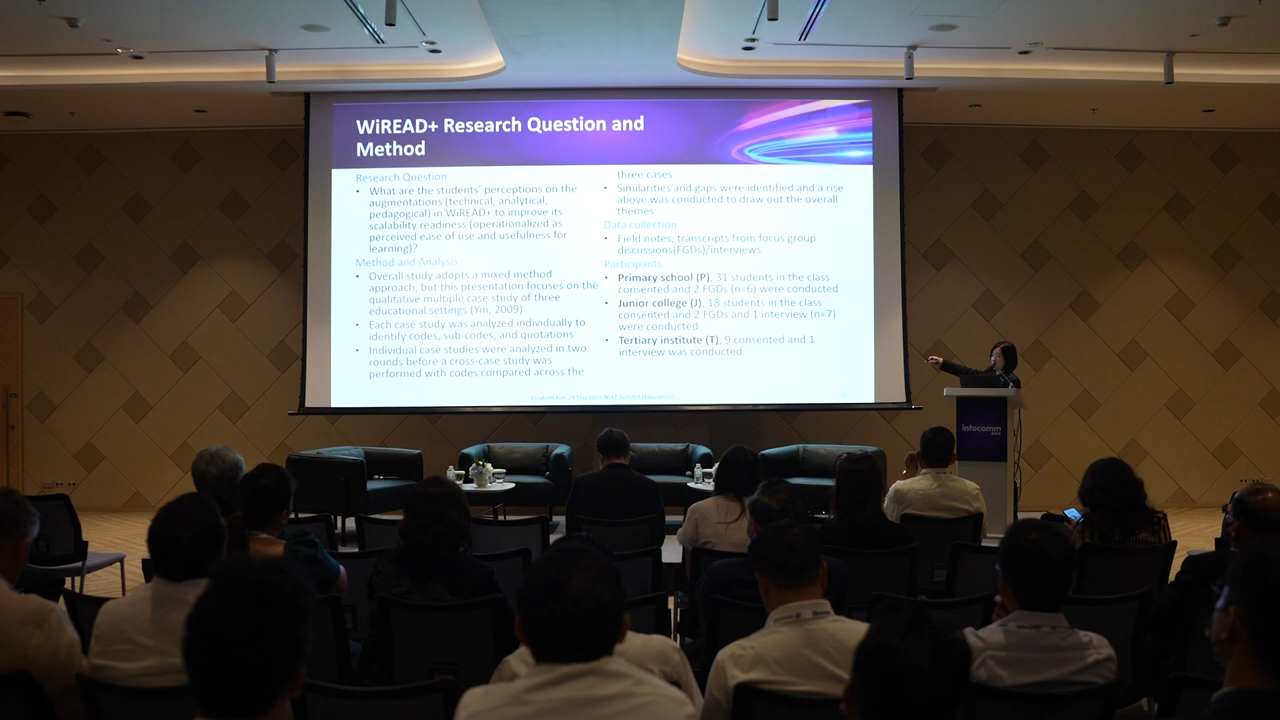 WiREAD+ Research Question and
Method
Research Question
• What are the students' perceptions on the
augmentations (technical, analytical,
pedagogical) in WiREAD+ to improve its
scalability readiness (operationalized as
perceived ease of use and usefulness for
learning)?
Method and Analysis
• Overall study adopts a mixed method
approach, but this presentation focuses on the
qualitative multiple case study of three
educational settings (Yin, 2009)
• Each case study was analyzed individually to
identify codes, sub-codes, and quotations
• Individual case studies were analyzed in two
rounds before a cross-case study was
performed with codes compared across the
three cases
• Similarities and gaps were identified and a rise
above was conducted to draw out the overall
themes
Data collection
• Field notes, transcripts from focus group
discussions(FGDs)/interviews
Participants
• Primary school (P), 31 students in the class
consented and 2 FGDs (n=6) were conducted
• Junior college (J), 18 students in the class
consented and 2 FGDs and 1 interview (n=7)
were conducted
• Tertiary institute (T), 9 consented and 1
interview was conducted
infocomm
ASIA